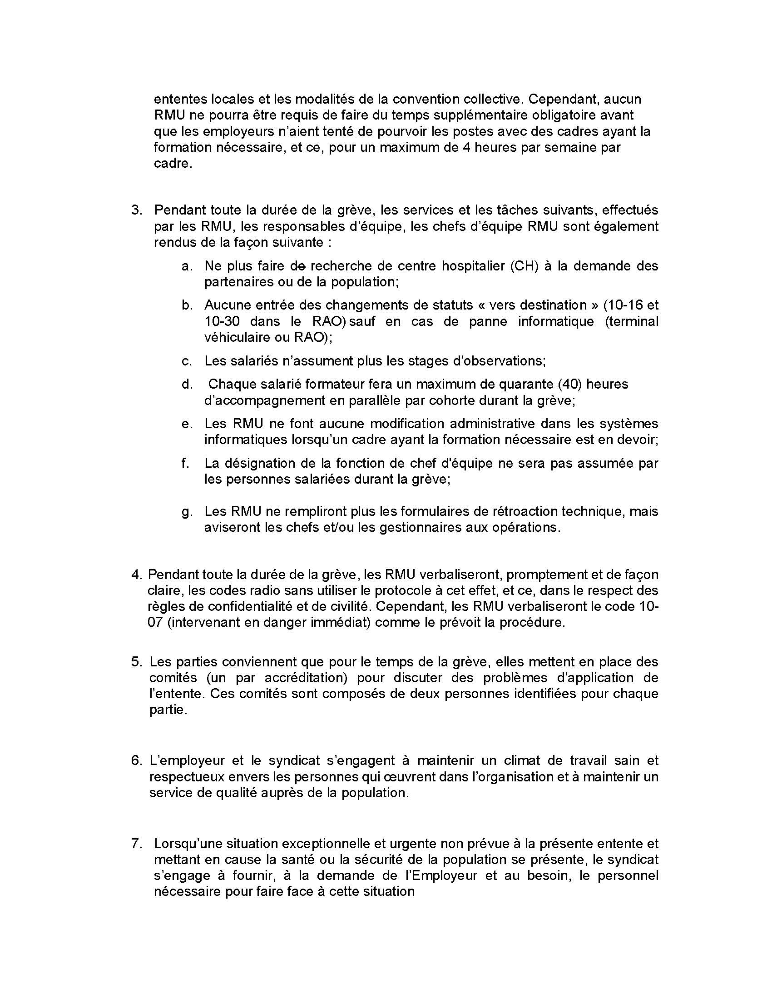 ententes locales et les modalités de la convention collective. Cependant, aucun
RMU ne pourra être requis de faire du temps supplémentaire obligatoire avant
que les employeurs n’aient tenté de pourvoir les postes avec des cadres ayant la
formation nécessaire, et ce, pour un maximum de 4 heures par semaine par
cadre.
3. Pendant toute la durée de la grève, les services et les tâches suivants, effectués
par les RMU, les responsables d’équipe, les chefs d’équipe RMU sont également
rendus de la façon suivante :
a. Ne plus faire de recherche de centre hospitalier (CH) à la demande des
partenaires ou de la population;
b. Aucune entrée des changements de statuts « vers destination » (10-16 et
10-30 dans le RAO) sauf en cas de panne informatique (terminal
véhiculaire ou RAO);
c. Les salariés n’assument plus les stages d’observations;
d. Chaque salarié formateur fera un maximum de quarante (40) heures
d’accompagnement en parallèle par cohorte durant la grève;
e. Les RMU ne font aucune modification administrative dans les systèmes
informatiques lorsqu’un cadre ayant la formation nécessaire est en devoir;
f. La désignation de la fonction de chef d'équipe ne sera pas assumée par
les personnes salariées durant la grève;
g. Les RMU ne rempliront plus les formulaires de rétroaction technique, mais
aviseront les chefs et/ou les gestionnaires aux opérations.
4. Pendant toute la durée de la grève, les RMU verbaliseront, promptement et de façon
claire, les codes radio sans utiliser le protocole à cet effet, et ce, dans le respect des
règles de confidentialité et de civilité. Cependant, les RMU verbaliseront le code 10-
07 (intervenant en danger immédiat) comme le prévoit la procédure.
5. Les parties conviennent que pour le temps de la grève, elles mettent en place des
comités (un par accréditation) pour discuter des problèmes d’application de
l’entente. Ces comités sont composés de deux personnes identifiées pour chaque
partie.
6. L’employeur et le syndicat s’engagent à maintenir un climat de travail sain et
respectueux envers les personnes qui œuvrent dans l’organisation et à maintenir un
service de qualité auprès de la population.
7. Lorsqu’une situation exceptionnelle et urgente non prévue à la présente entente et
mettant en cause la santé ou la sécurité de la population se présente, le syndicat
s’engage à fournir, à la demande de l’Employeur et au besoin, le personnel
nécessaire pour faire face à cette situation